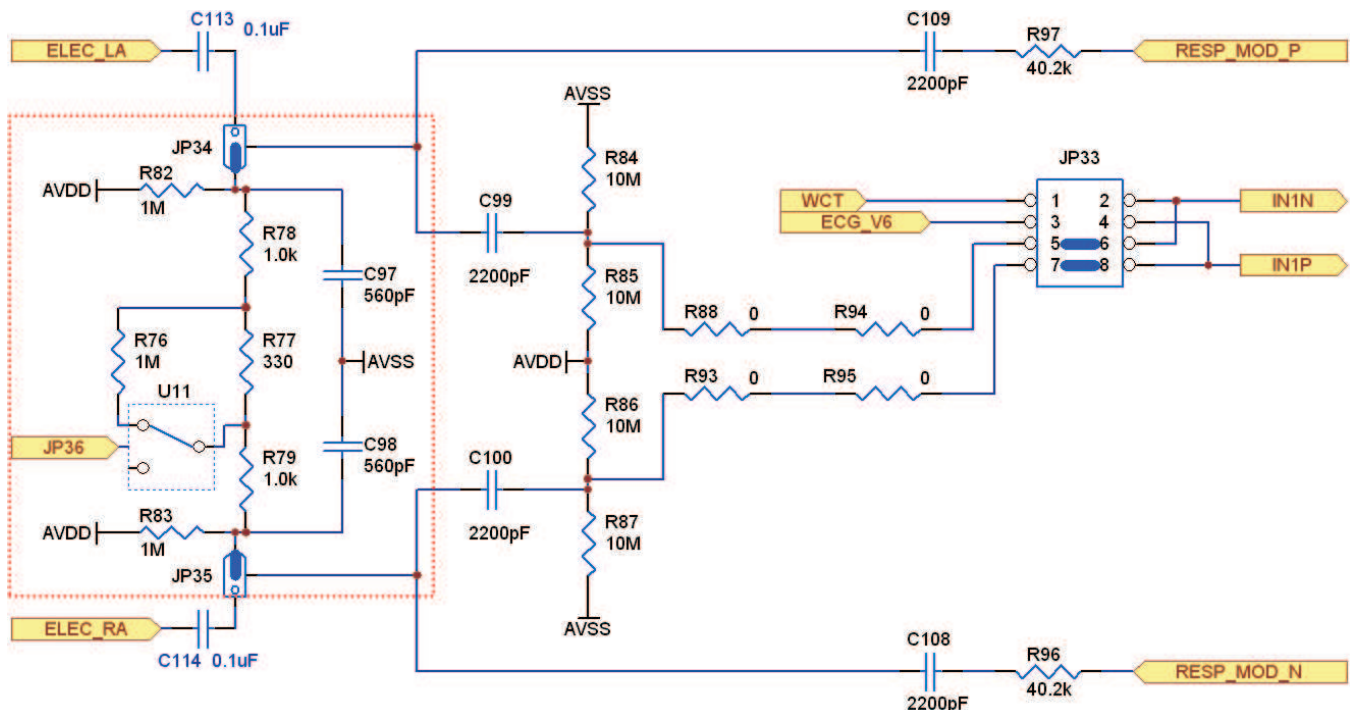 C113 0.1uF
ELEC_LA
C109
2200pF
R97
40.2k
RESP_MOD_P
AVSS
JP34
R84
10M
JP33
R82
1M
AVDD
C99
2200pF
WCT
ECG_V6
1 2
3 4
5 6
7 8
IN1N
IN1P
R78
1.0k
C97
560pF
R85
10M
R88 0
R94 0
R76
1M
R77
330
AVSS
AVDD
U11
R93 0
R95 0
R86
10M
JP36
C98
560pF
R79
1.0k
C100
2200pF
AVDD
R83
1M
R87
10M
JP35
ELEC_RA
AVSS
C114 0.1uF
C108
2200pF
R96
40.2k
RESP_MOD_N